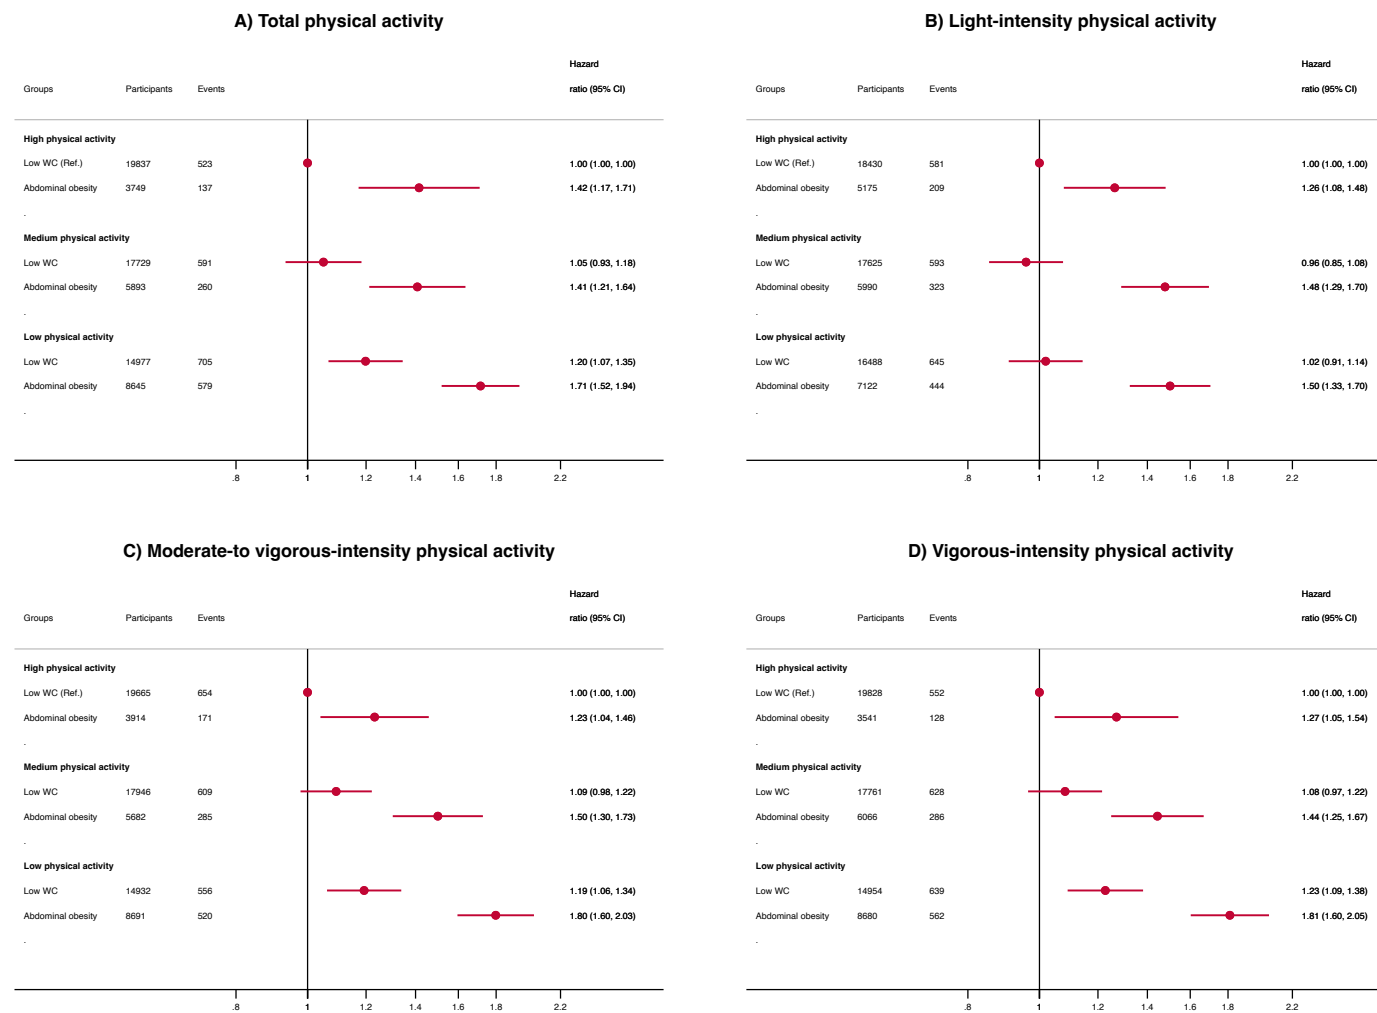 A) Total physical activity
Hazard
Groups Participants Events ratio (95% CI)
High physical activity
Low WC (Ref.) 19837 523 1.00 (1.00, 1.00)
Abdominal obesity 3749 137 1.42 (1.17, 1.71)
.
Medium physical activity
Low WC 17729 591 1.05 (0.93, 1.18)
Abdominal obesity 5893 260 1.41 (1.21, 1.64)
.
Low physical activity
Low WC 14977 705 1.20 (1.07, 1.35)
Abdominal obesity 8645 579 1.71 (1.52, 1.94)
.
.8 1 1.2 1.4 1.6 1.8 2.2
B) Light-intensity physical activity
Hazard
Groups Participants Events ratio (95% CI)
High physical activity
Low WC (Ref.) 18430 581 1.00 (1.00, 1.00)
Abdominal obesity 5175 209 1.26 (1.08, 1.48)
.
Medium physical activity
Low WC 17625 593 0.96 (0.85, 1.08)
Abdominal obesity 5990 323 1.48 (1.29, 1.70)
.
Low physical activity
Low WC 16488 645 1.02 (0.91, 1.14)
Abdominal obesity 7122 444 1.50 (1.33, 1.70)
.
.8 1 1.2 1.4 1.6 1.8 2.2
C) Moderate-to vigorous-intensity physical activity
Hazard
Groups Participants Events ratio (95% CI)
High physical activity
Low WC (Ref.) 19665 654 1.00 (1.00, 1.00)
Abdominal obesity 3914 171 1.23 (1.04, 1.46)
.
Medium physical activity
Low WC 17946 609 1.09 (0.98, 1.22)
Abdominal obesity 5682 285 1.50 (1.30, 1.73)
.
Low physical activity
Low WC 14932 556 1.19 (1.06, 1.34)
Abdominal obesity 8691 520 1.80 (1.60, 2.03)
.
.8 1 1.2 1.4 1.6 1.8 2.2
D) Vigorous-intensity physical activity
Hazard
Groups Participants Events ratio (95% CI)
High physical activity
Low WC (Ref.) 19828 552 1.00 (1.00, 1.00)
Abdominal obesity 3541 128 1.27 (1.05, 1.54)
.
Medium physical activity
Low WC 17761 628 1.08 (0.97, 1.22)
Abdominal obesity 6066 286 1.44 (1.25, 1.67)
.
Low physical activity
Low WC 14954 639 1.23 (1.09, 1.38)
Abdominal obesity 8680 562 1.81 (1.60, 2.05)
.
.8 1 1.2 1.4 1.6 1.8 2.2